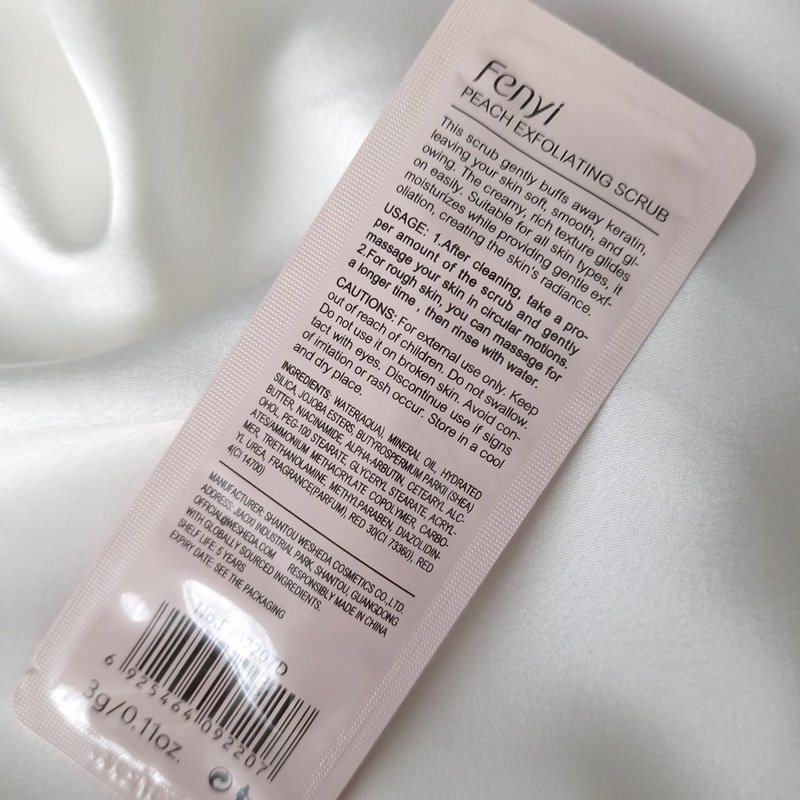 Fenyi
PEACH EXFOLIATING SCRUB
This scrub gently buffs away keratin,
leaving your skin soft, smooth, and gl-
owing. The creamy, rich texture glides
on easily. Suitable for all skin types, it
moisturizes while providing gentle exf-
oliation, creating the skin's radiance.
USAGE: 1.After cleaning, take a pro-
per amount of the scrub and gently
massage your skin in circular motions.
2.For rough skin, you can massage for
a longer time , then rinse with water.
CAUTIONS: For external use only. Keep
out of reach of children. Do not swallow.
Do not use it on broken skin. Avoid con-
tact with eyes. Discontinue use if signs
of irritation or rash occur. Store in a cool
and dry place.
INGREDIENTS: WATER(AQUA), MINERAL OIL, HYDRATED
SILICA, JOJOBA ESTERS, BUTYROSPERMUM PARKII (SHEA)
BUTTER, NIACINAMIDE, ALPHA-ARBUTIN, CETEARYL ALC-
OHOL, PEG-100 STEARATE, GLYCERYL STEARATE, ACRYL-
ATES/AMMONIUM METHACRYLATE COPOLYMER, CARBO-
MER, TRIETHANOLAMINE, METHYLPARABEN, DIAZOLIDIN-
YL UREA, FRAGRANCE(PARFUM), RED 30(CI 73360), RED
4(CI 14700)
MANUFACTURER: SHANTOU WESHEDA COSMETICS CO.,LTD.
ADDRESS: JIAOXI INDUSTRIAL PARK, SHANTOU, GUANGDONG
OFFICIAL@WESHEDA.COM RESPONSIBLY MADE IN CHINA
WITH GLOBALLY SOURCED INGREDIENTS.
SHELF LIFE: 5 YEARS
EXPIRY DATE: SEE THE PACKAGING
6 925464 092207
3g/0.11oz.